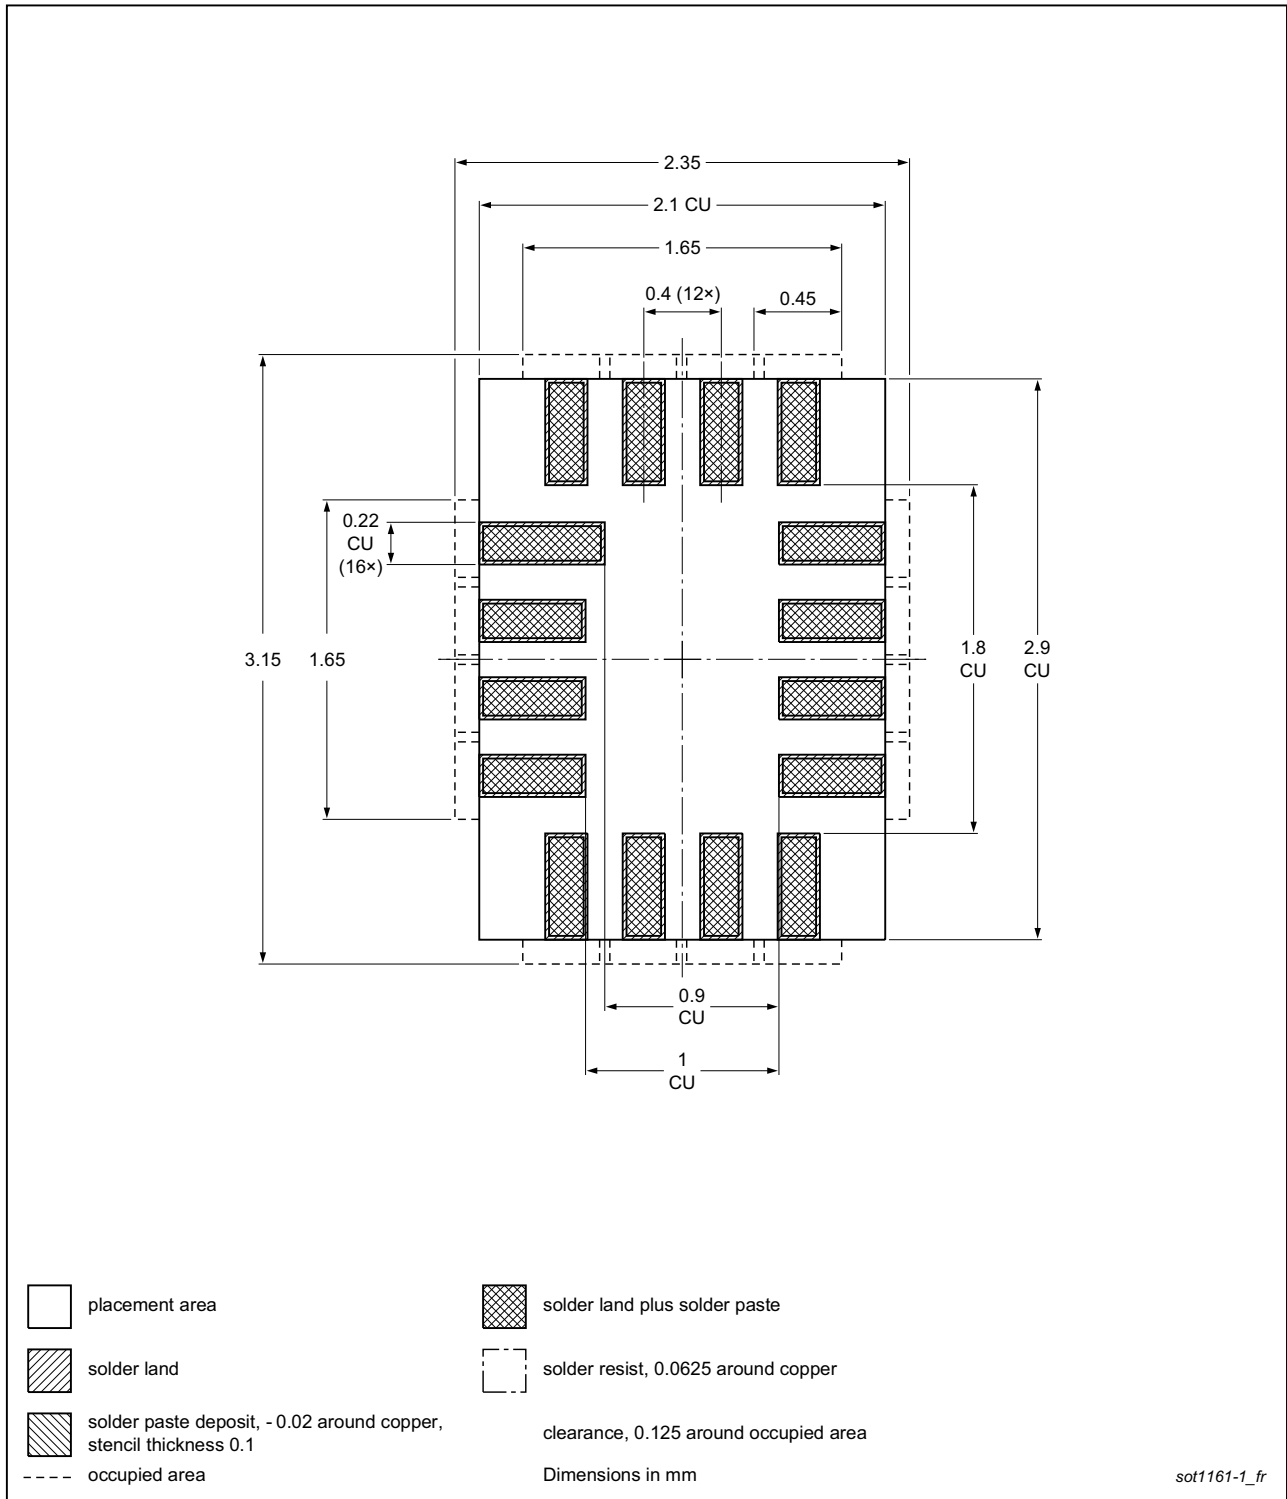 2.35
2.1 CU
1.65
0.4 (12×)
0.45
0.22
CU
(16×)
3.15
1.65
1.8
CU
2.9
CU
0.9
CU
1
CU
placement area
solder land plus solder paste
solder land
solder resist, 0.0625 around copper
solder paste deposit, - 0.02 around copper,
stencil thickness 0.1
clearance, 0.125 around occupied area
occupied area
Dimensions in mm
sot1161-1_fr